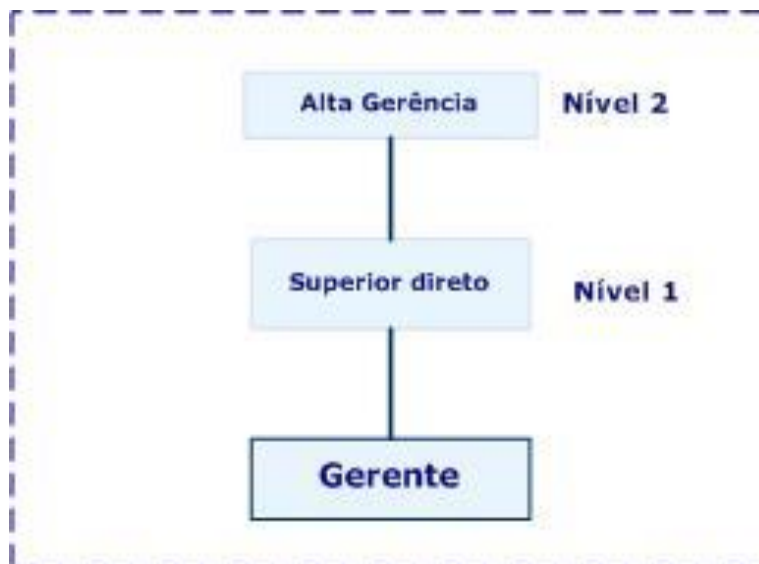 Alta Gerência
Nível 2
Superior direto
Nível 1
Gerente